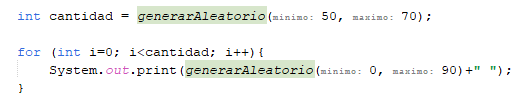 int cantidad = generarAleatorio(minimo: 50, maximo: 70);
for (int i=0; i<cantidad; i++){
System.out.print(generarAleatorio(minimo: 0, maximo: 90)+" ");
}